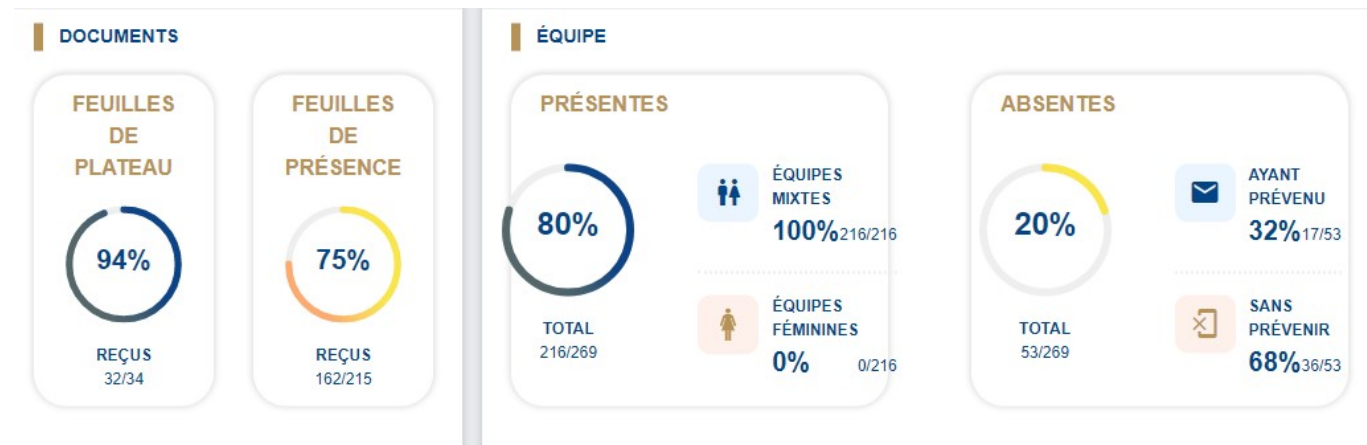 DOCUMENTS
FEUILLES
DE
PLATEAU
94%
REÇUS
32/34
FEUILLES
DE
PRÉSENCE
75%
REÇUS
162/215
ÉQUIPE
PRÉSENTES
80%
TOTAL
216/269
ÉQUIPES
MIXTES
100% 216/216
ÉQUIPES
FÉMININES
0% 0/216
ABSENTES
20%
TOTAL
53/269
AYANT
PRÉVENU
32% 17/53
SANS
PRÉVENIR
68% 36/53